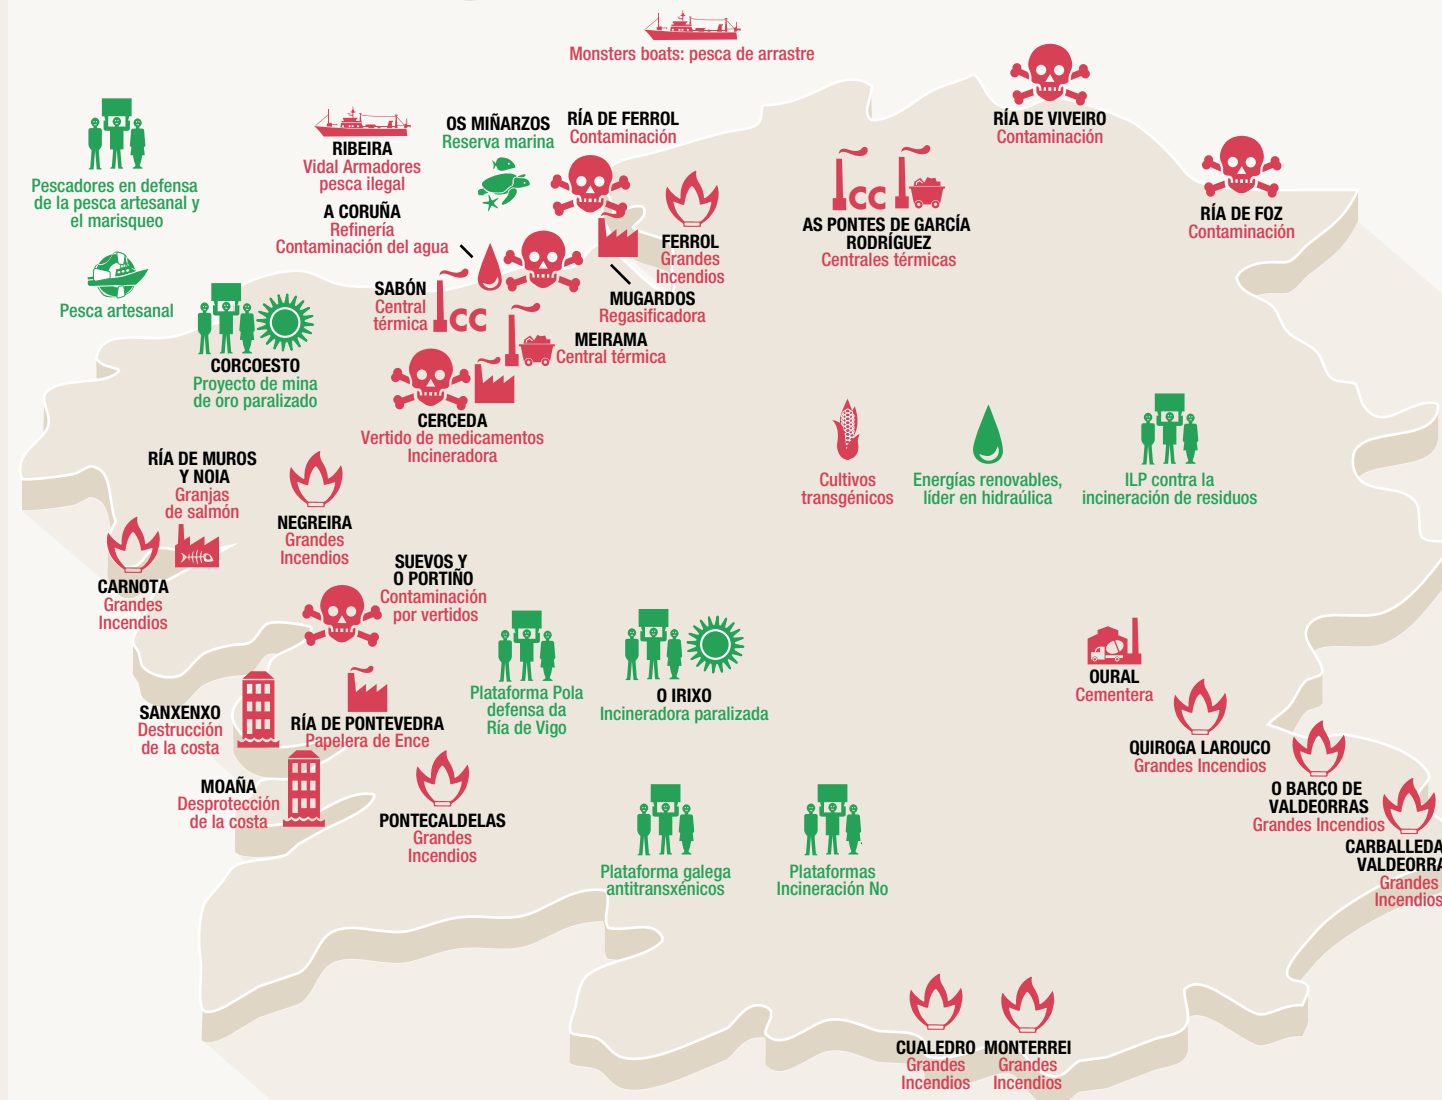 Monsters boats: pesca de arrastre
Pescadores en defensa
de la pesca artesanal y
el marisqueo
Pesca artesanal
RIBEIRA
Vidal Armadores
pesca ilegal
OS MIÑARZOS
Reserva marina
RÍA DE FERROL
Contaminación
A CORUÑA
Refinería
Contaminación del agua
FERROL
Grandes
Incendios
MUGARDOS
Regasificadora
SABÓN
Central
térmica
CC
MEIRAMA
Central térmica
CORCOESTO
Proyecto de mina
de oro paralizado
CERCEDA
Vertido de medicamentos
Incineradora
CC
AS PONTES DE GARCÍA
RODRÍGUEZ
Centrales térmicas
RÍA DE VIVEIRO
Contaminación
RÍA DE FOZ
Contaminación
RÍA DE MUROS
Y NOIA
Granjas
de salmón
NEGREIRA
Grandes
Incendios
CARNOTA
Grandes
Incendios
SUEVOS Y
O PORTIÑO
Contaminación
por vertidos
Cultivos
transgénicos
Energías renovables,
líder en hidraúlica
ILP contra la
incineración de residuos
SANXENXO
Destrucción
de la costa
RÍA DE PONTEVEDRA
Papelera de Ence
Plataforma Pola
defensa da
Ría de Vigo
O IRIXO
Incineradora paralizada
OURAL
Cementera
MOAÑA
Desprotección
de la costa
PONTECALDELAS
Grandes
Incendios
QUIROGA LAROUCO
Grandes Incendios
O BARCO DE
VALDEORRAS
Grandes Incendios
CARBALLEDA
VALDEORRA
Grandes
Incendios
Plataforma galega
antitransxénicos
Plataformas
Incineración No
CUALEDRO
Grandes
Incendios
MONTERREI
Grandes
Incendios